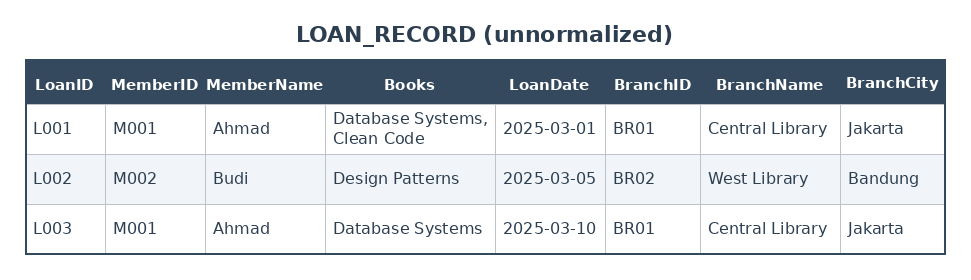 LOAN_RECORD (unnormalized)
LoanID MemberID MemberName Books LoanDate BranchID BranchName BranchCity
L001 M001 Ahmad Database Systems, Clean Code 2025-03-01 BR01 Central Library Jakarta
L002 M002 Budi Design Patterns 2025-03-05 BR02 West Library Bandung
L003 M001 Ahmad Database Systems 2025-03-10 BR01 Central Library Jakarta